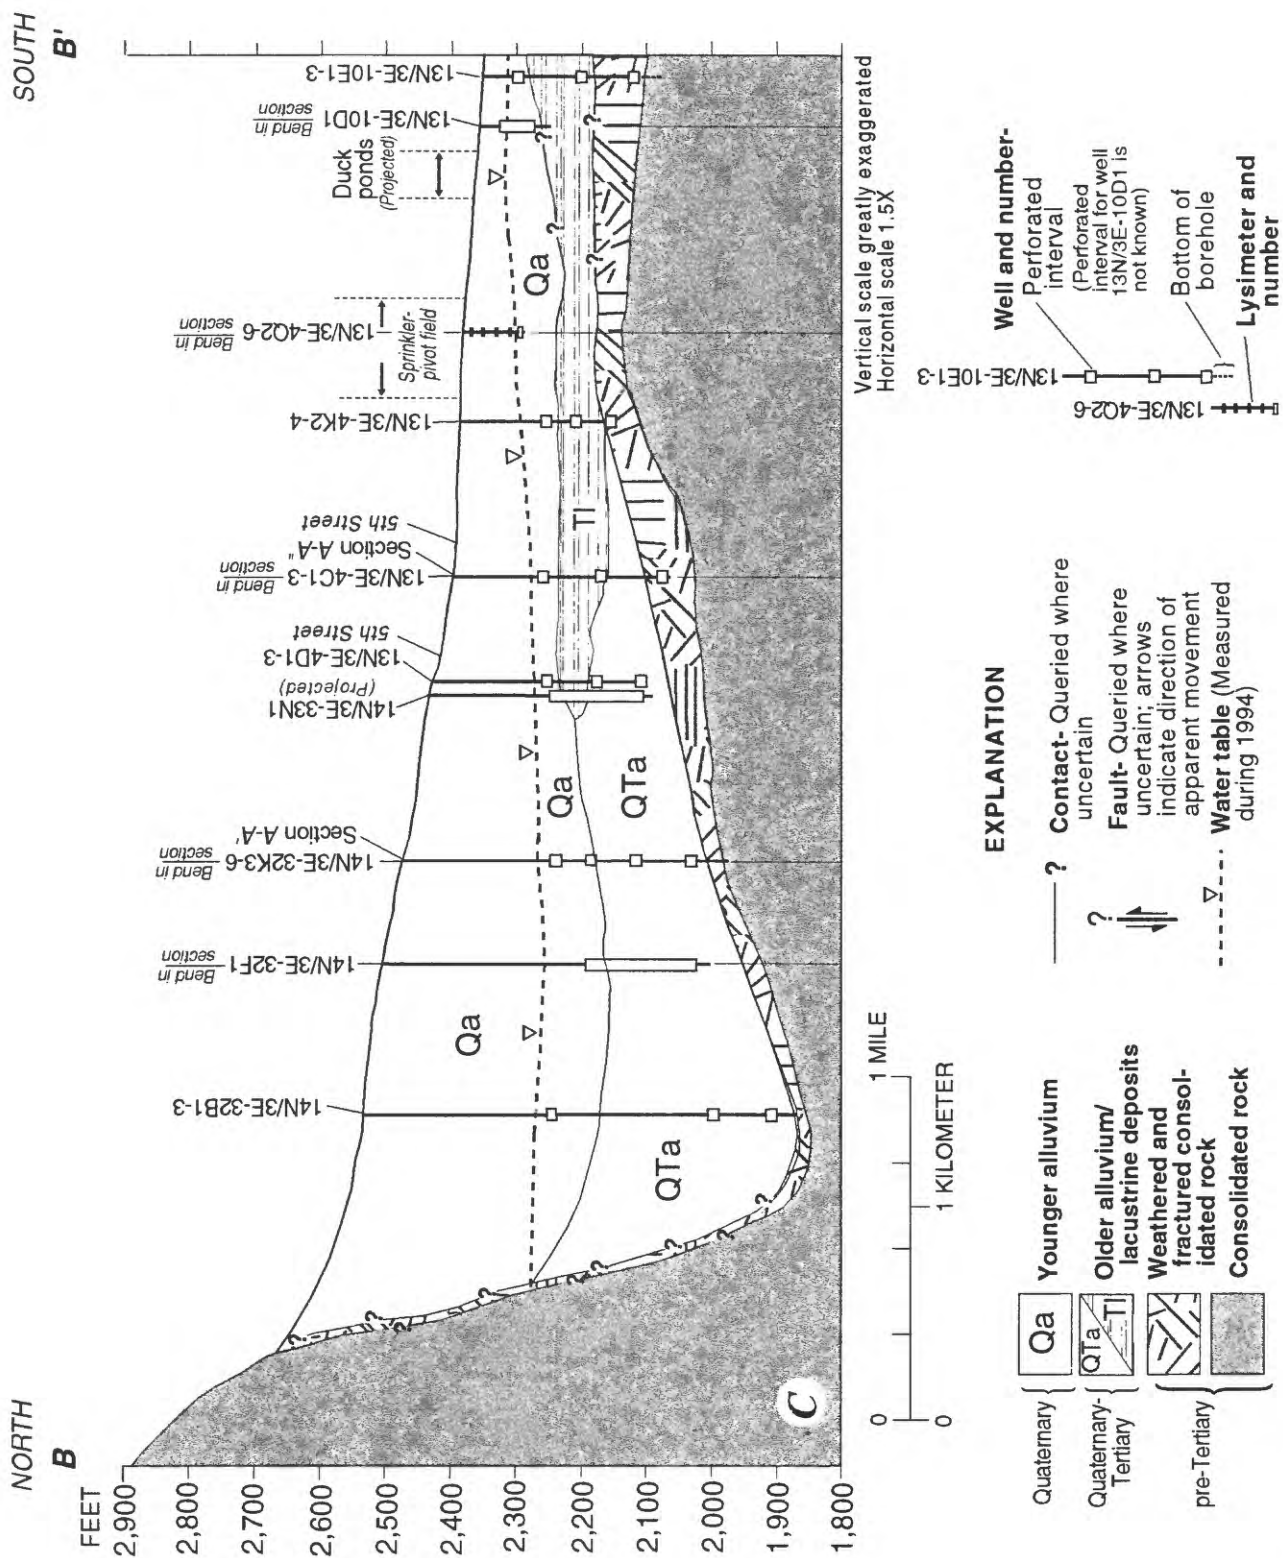 NORTH
B
SOUTH
B'
FEET
2,900
2,800
2,700
2,600
2,500
2,400
2,300
2,200
2,100
2,000
1,900
1,800
14N/3E-32B1-3
14N/3E-32F1
Bend in
section
14N/3E-32K3-6
Section A-A'
Bend in
section
14N/3E-33N1
(Projected)
13N/3E-4D1-3
5th Street
13N/3E-4C1-3
Bend in
section
Section A-A"
5th Street
13N/3E-4K2-4
Sprinkler-
pivot field
13N/3E-4Q2-6
Bend in
section
Duck
ponds
(Projected)
13N/3E-10D1
Bend in
section
13N/3E-10E1-3
Qa
Qa
Qa
QTa
QTa
Tl
?
?
?
?
?
?
?
?
?
?
?
?
?
C
0
1 MILE
0
1 KILOMETER
Vertical scale greatly exaggerated
Horizontal scale 1.5X
EXPLANATION
Quaternary
Qa
Younger alluvium
Quaternary-
Tertiary
QTa
Tl
Older alluvium/
lacustrine deposits
pre-Tertiary
Weathered and
fractured consol-
idated rock
Consolidated rock
?
Contact- Queried where
uncertain
?
Fault- Queried where
uncertain; arrows
indicate direction of
apparent movement
Water table (Measured
during 1994)
13N/3E-10E1-3
Well and number-
Perforated
interval
(Perforated
interval for well
13N/3E-10D1 is
not known)
Bottom of
borehole
13N/3E-4Q2-6
Lysimeter and
number